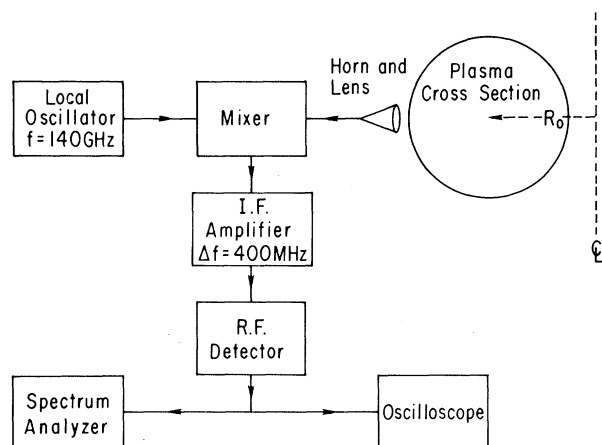 Local
Oscillator
f = 140GHz
Mixer
Horn and
Lens
Plasma
Cross Section
R₀
I.F.
Amplifier
Δf = 400MHz
R.F.
Detector
Spectrum
Analyzer
Oscilloscope
℄